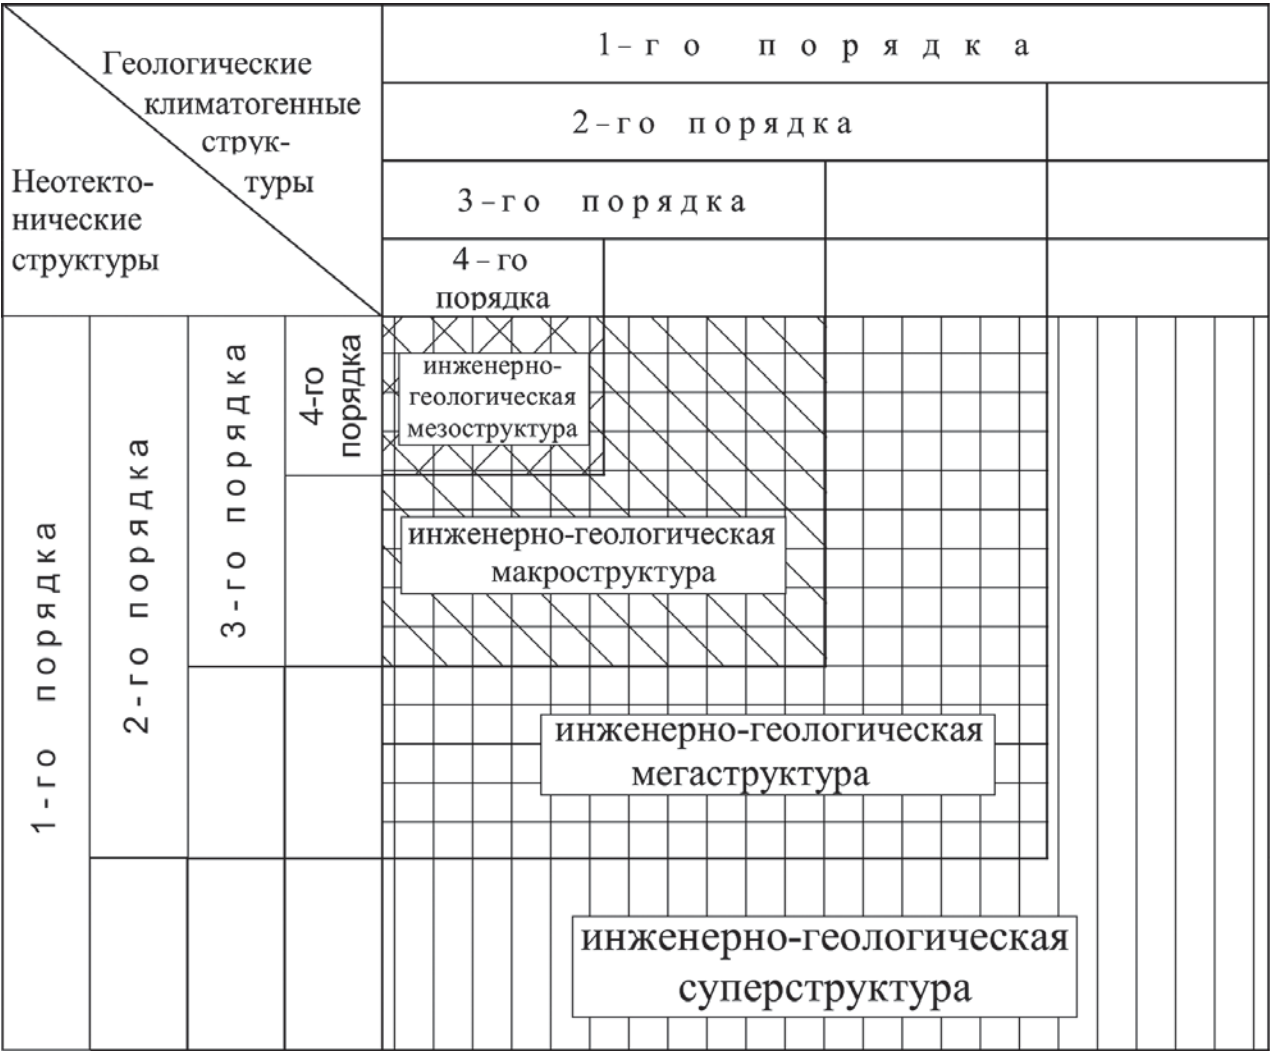 Геологические
климатогенные
струк-
туры
Неотекто-
нические
структуры
1-го порядка
2-го порядка
3-го порядка
4-го
порядка
1-го порядка
2-го порядка
3-го порядка
4-го
порядка
инженерно-
геологическая
мезоструктура
инженерно-геологическая
макроструктура
инженерно-геологическая
мегаструктура
инженерно-геологическая
суперструктура